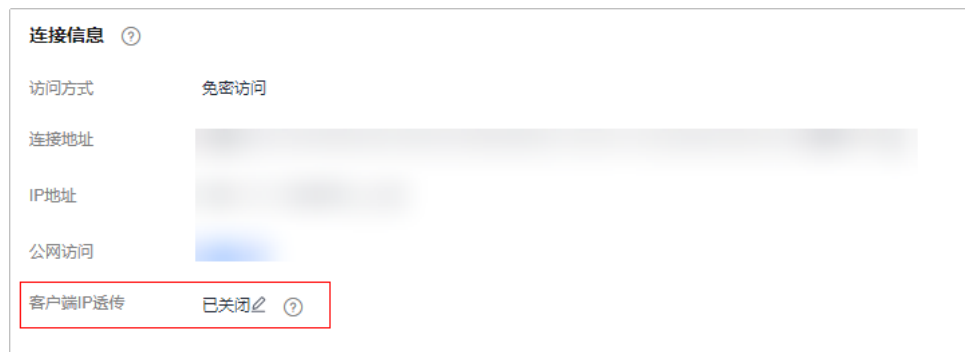 连接信息 ?
访问方式 免密访问
连接地址
IP地址
公网访问
客户端IP透传 已关闭 ?